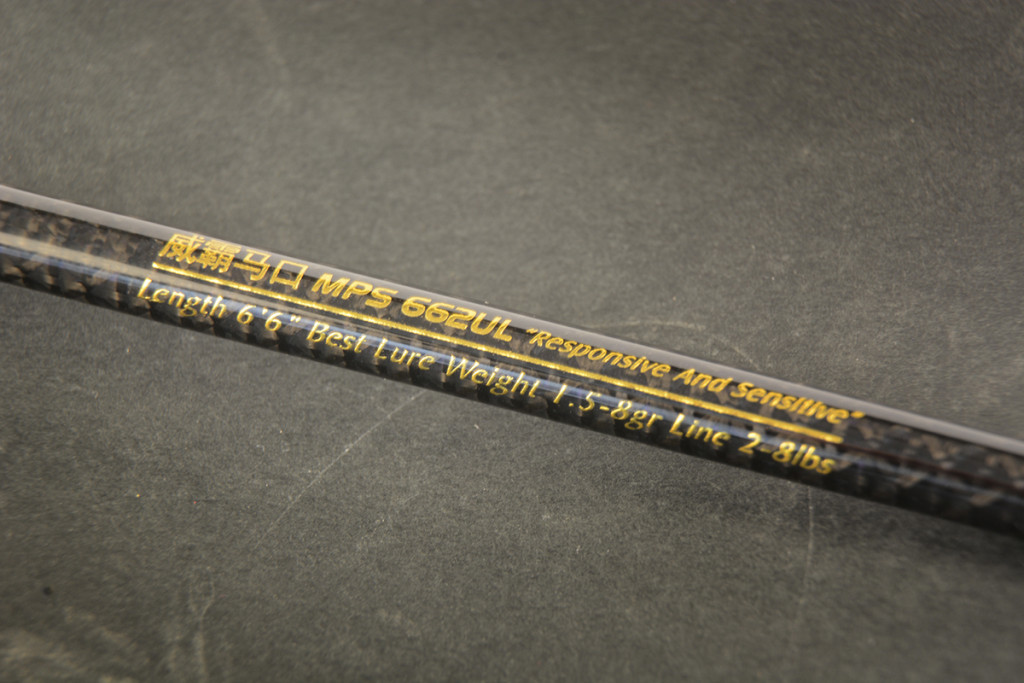 威霸马口 MPS 662UL "Responsive And Sensitive"
Length 6'6" Best Lure Weight 1.5-8gr Line 2-8lbs